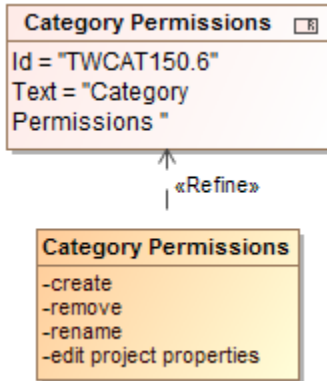 Category Permissions
Id = "TWCAT150.6"
Text = "Category
Permissions "
«Refine»
Category Permissions
-create
-remove
-rename
-edit project properties